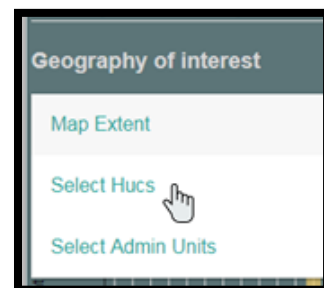 Geography of interest
Map Extent
Select Hucs
Select Admin Units